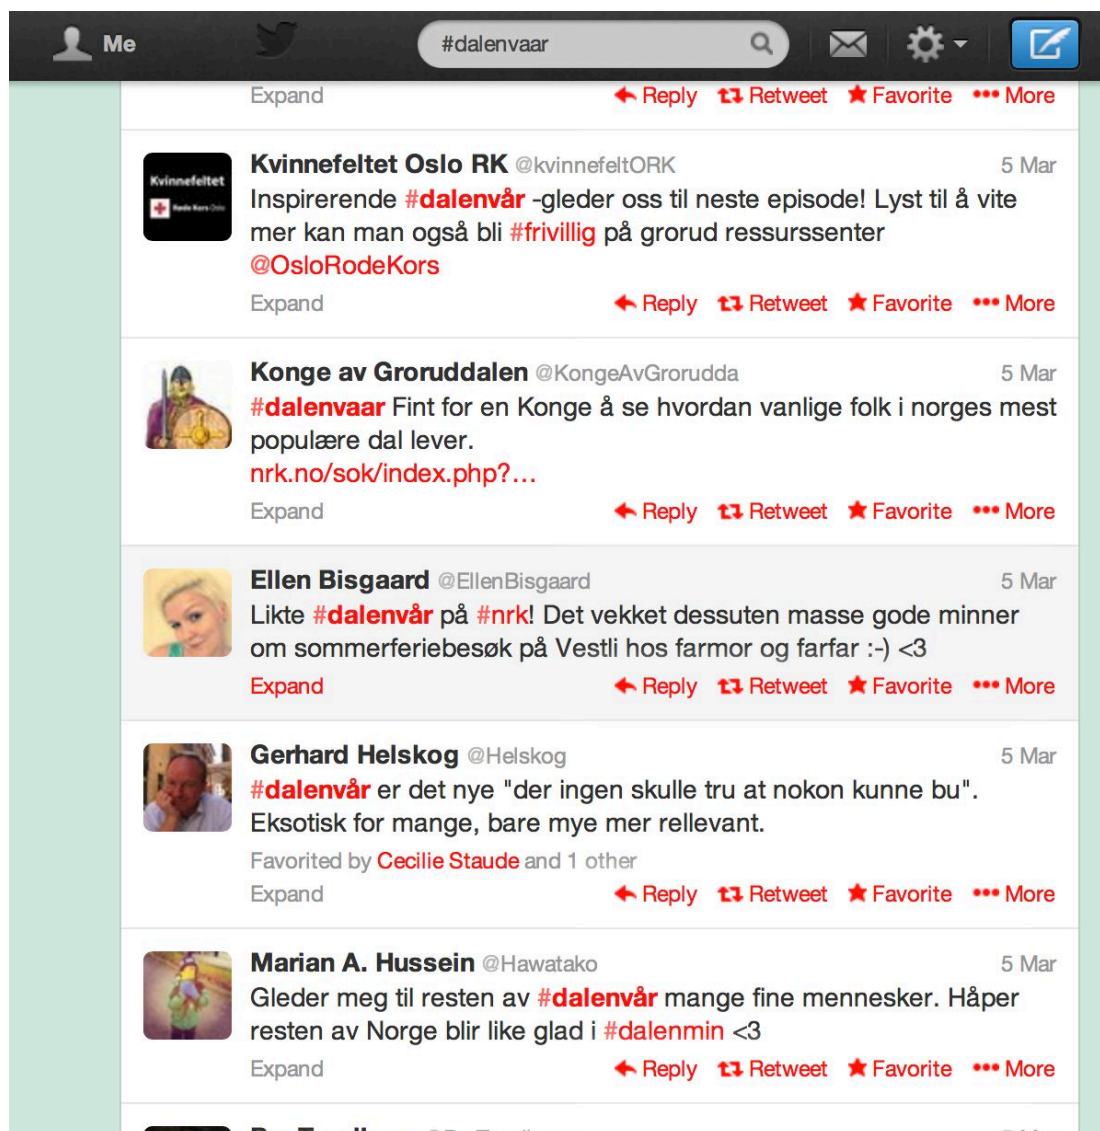 Me
#dalenvaar
Expand Reply Retweet Favorite More
Kvinnefeltet
Røde Kors Oslo
Kvinnefeltet Oslo RK @kvinnefeltORK 5 Mar
Inspirerende #dalenvår -gleder oss til neste episode! Lyst til å vite
mer kan man også bli #frivillig på grorud ressurssenter
@OsloRodeKors
Expand Reply Retweet Favorite More
Konge av Groruddalen @KongeAvGrorudda 5 Mar
#dalenvaar Fint for en Konge å se hvordan vanlige folk i norges mest
populære dal lever.
nrk.no/sok/index.php?...
Expand Reply Retweet Favorite More
Ellen Bisgaard @EllenBisgaard 5 Mar
Likte #dalenvår på #nrk! Det vekket dessuten masse gode minner
om sommerferiebesøk på Vestli hos farmor og farfar :-) <3
Expand Reply Retweet Favorite More
Gerhard Helskog @Helskog 5 Mar
#dalenvår er det nye "der ingen skulle tru at nokon kunne bu".
Eksotisk for mange, bare mye mer rellevant.
Favorited by Cecilie Staude and 1 other
Expand Reply Retweet Favorite More
Marian A. Hussein @Hawatako 5 Mar
Gleder meg til resten av #dalenvår mange fine mennesker. Håper
resten av Norge blir like glad i #dalenmin <3
Expand Reply Retweet Favorite More